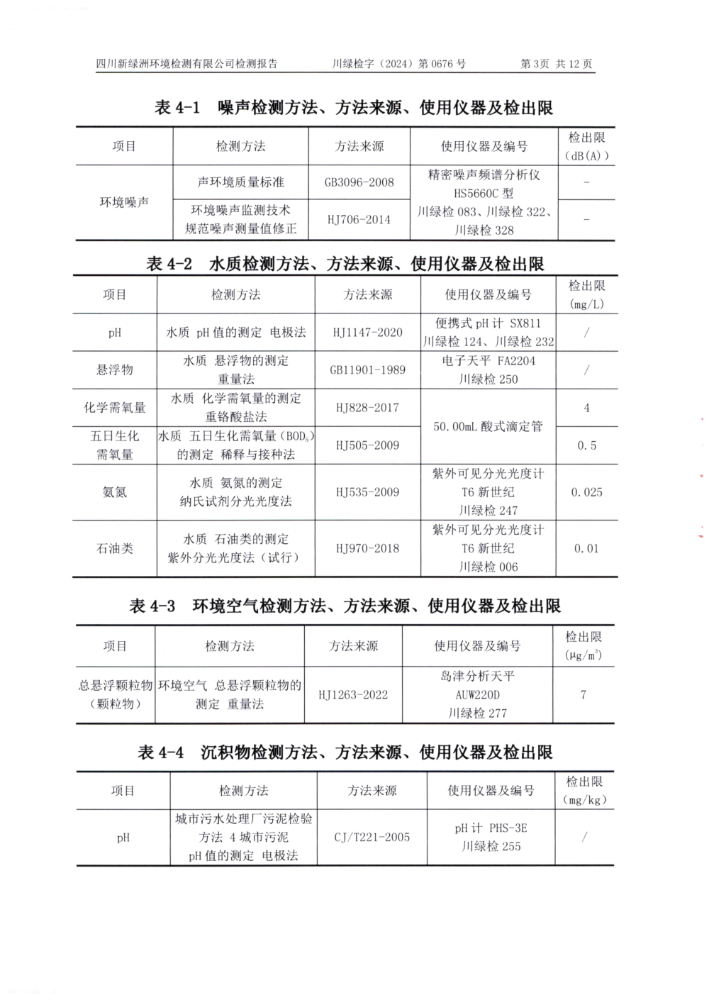 四川新绿洲环境检测有限公司检测报告 川绿检字（2024）第 0676 号 第 3页 共 12 页
表 4-1 噪声检测方法、方法来源、使用仪器及检出限
项目 检测方法 方法来源 使用仪器及编号 检出限
（dB(A)）
环境噪声
声环境质量标准 GB3096-2008 -
环境噪声监测技术
规范噪声测量值修正
HJ706-2014 -
精密噪声频谱分析仪
HS5660C 型
川绿检 083、川绿检 322、
川绿检 328
表 4-2 水质检测方法、方法来源、使用仪器及检出限
项目 检测方法 方法来源 使用仪器及编号 检出限
(mg/L)
pH 水质 pH 值的测定 电极法 HJ1147-2020 便携式 pH 计 SX811
川绿检 124、川绿检 232
/
悬浮物 水质 悬浮物的测定
重量法
GB11901-1989 电子天平 FA2204
川绿检 250
/
化学需氧量 水质 化学需氧量的测定
重铬酸盐法
HJ828-2017 50.00mL 酸式滴定管 4
五日生化
需氧量
水质 五日生化需氧量（BOD₅）
的测定 稀释与接种法
HJ505-2009 0.5
氨氮 水质 氨氮的测定
纳氏试剂分光光度法
HJ535-2009 紫外可见分光光度计
T6 新世纪
川绿检 247
0.025
石油类 水质 石油类的测定
紫外分光光度法（试行）
HJ970-2018 紫外可见分光光度计
T6 新世纪
川绿检 006
0.01
表 4-3 环境空气检测方法、方法来源、使用仪器及检出限
项目 检测方法 方法来源 使用仪器及编号 检出限
(μg/m³)
总悬浮颗粒物
（颗粒物）
环境空气 总悬浮颗粒物的
测定 重量法
HJ1263-2022 岛津分析天平
AUW220D
川绿检 277
7
表 4-4 沉积物检测方法、方法来源、使用仪器及检出限
项目 检测方法 方法来源 使用仪器及编号 检出限
（mg/kg）
pH 城市污水处理厂污泥检验
方法 4 城市污泥
pH 值的测定 电极法
CJ/T221-2005 pH 计 PHS-3E
川绿检 255
/